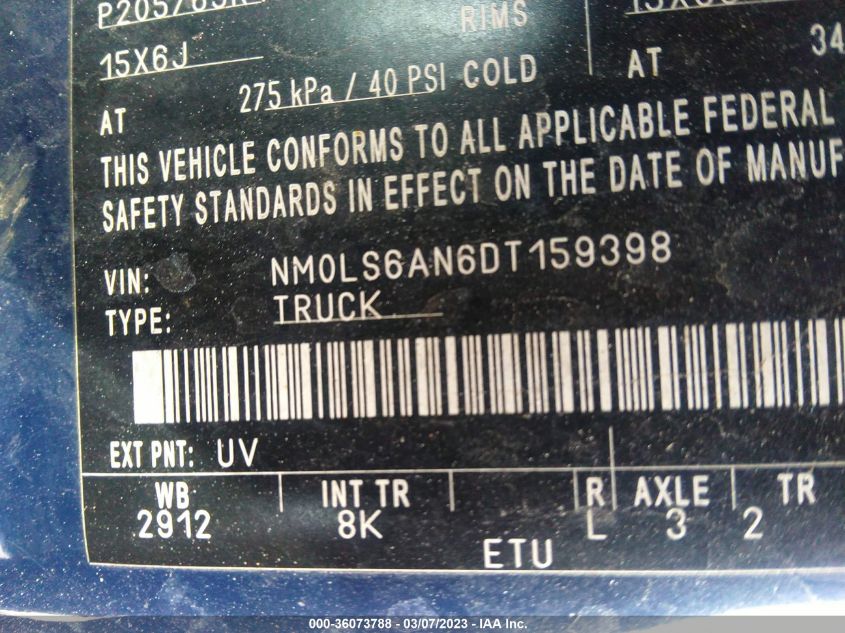 RIMS
15X6J
AT 275 kPa / 40 PSI COLD AT 34
THIS VEHICLE CONFORMS TO ALL APPLICABLE FEDERAL
SAFETY STANDARDS IN EFFECT ON THE DATE OF MANUF
VIN: NM0LS6AN6DT159398
TYPE: TRUCK
EXT PNT: UV
WB INT TR R AXLE TR
2912 8K L 3 2
ETU
000-36073788 - 03/07/2023 - IAA Inc.